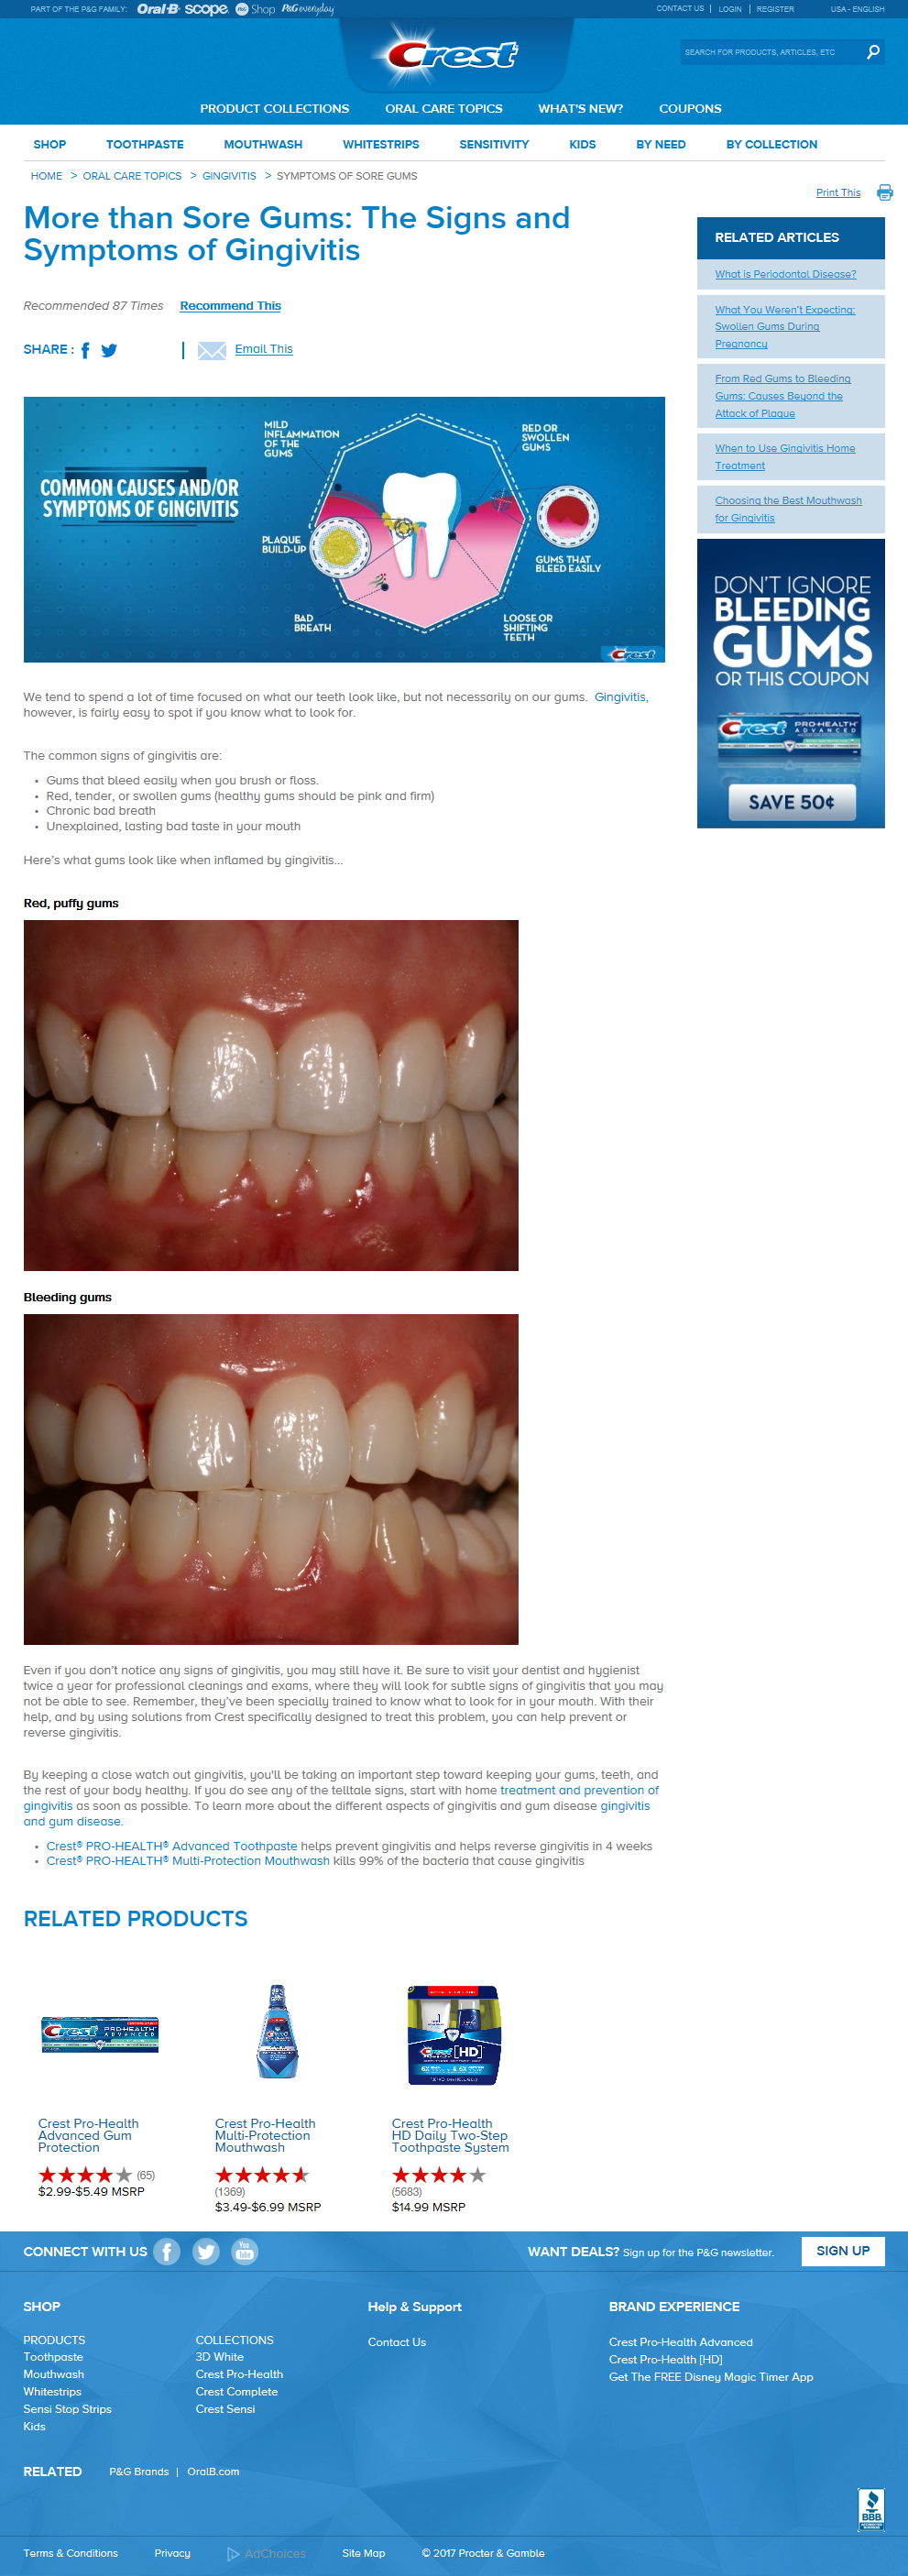 PART OF THE P&G FAMILY: Oral-B scope P&G Shop P&G everyday
CONTACT US | LOGIN | REGISTER USA - ENGLISH
Crest
SEARCH FOR PRODUCTS, ARTICLES, ETC
PRODUCT COLLECTIONS ORAL CARE TOPICS WHAT'S NEW? COUPONS
SHOP TOOTHPASTE MOUTHWASH WHITESTRIPS SENSITIVITY KIDS BY NEED BY COLLECTION
HOME > ORAL CARE TOPICS > GINGIVITIS > SYMPTOMS OF SORE GUMS
Print This
More than Sore Gums: The Signs and
Symptoms of Gingivitis
Recommended 87 Times Recommend This
SHARE : | Email This
RELATED ARTICLES
What is Periodontal Disease?
What You Weren't Expecting:
Swollen Gums During
Pregnancy
From Red Gums to Bleeding
Gums: Causes Beyond the
Attack of Plaque
When to Use Gingivitis Home
Treatment
Choosing the Best Mouthwash
for Gingivitis
DON'T IGNORE
BLEEDING
GUMS
OR THIS COUPON
Crest PRO-HEALTH
ADVANCED
SAVE 50¢
COMMON CAUSES AND/OR
SYMPTOMS OF GINGIVITIS
MILD
INFLAMMATION
OF THE
GUMS
RED OR
SWOLLEN
GUMS
PLAQUE
BUILD-UP
GUMS THAT
BLEED EASILY
BAD
BREATH
LOOSE OR
SHIFTING
TEETH
Crest
We tend to spend a lot of time focused on what our teeth look like, but not necessarily on our gums. Gingivitis,
however, is fairly easy to spot if you know what to look for.
The common signs of gingivitis are:
• Gums that bleed easily when you brush or floss.
• Red, tender, or swollen gums (healthy gums should be pink and firm)
• Chronic bad breath
• Unexplained, lasting bad taste in your mouth
Here's what gums look like when inflamed by gingivitis...
Red, puffy gums
Bleeding gums
Even if you don't notice any signs of gingivitis, you may still have it. Be sure to visit your dentist and hygienist
twice a year for professional cleanings and exams, where they will look for subtle signs of gingivitis that you may
not be able to see. Remember, they've been specially trained to know what to look for in your mouth. With their
help, and by using solutions from Crest specifically designed to treat this problem, you can help prevent or
reverse gingivitis.
By keeping a close watch out gingivitis, you'll be taking an important step toward keeping your gums, teeth, and
the rest of your body healthy. If you do see any of the telltale signs, start with home treatment and prevention of
gingivitis as soon as possible. To learn more about the different aspects of gingivitis and gum disease gingivitis
and gum disease.
• Crest® PRO-HEALTH® Advanced Toothpaste helps prevent gingivitis and helps reverse gingivitis in 4 weeks
• Crest® PRO-HEALTH® Multi-Protection Mouthwash kills 99% of the bacteria that cause gingivitis
RELATED PRODUCTS
Crest PRO-HEALTH
ADVANCED
Crest
Crest [HD]
Crest Pro-Health
Advanced Gum
Protection
(65)
$2.99-$5.49 MSRP
Crest Pro-Health
Multi-Protection
Mouthwash
(1369)
$3.49-$6.99 MSRP
Crest Pro-Health
HD Daily Two-Step
Toothpaste System
(5683)
$14.99 MSRP
CONNECT WITH US You Tube
WANT DEALS? Sign up for the P&G newsletter. SIGN UP
SHOP
PRODUCTS
Toothpaste
Mouthwash
Whitestrips
Sensi Stop Strips
Kids
COLLECTIONS
3D White
Crest Pro-Health
Crest Complete
Crest Sensi
Help & Support
Contact Us
BRAND EXPERIENCE
Crest Pro-Health Advanced
Crest Pro-Health [HD]
Get The FREE Disney Magic Timer App
RELATED P&G Brands | OralB.com
BBB
Terms & Conditions Privacy AdChoices Site Map © 2017 Procter & Gamble